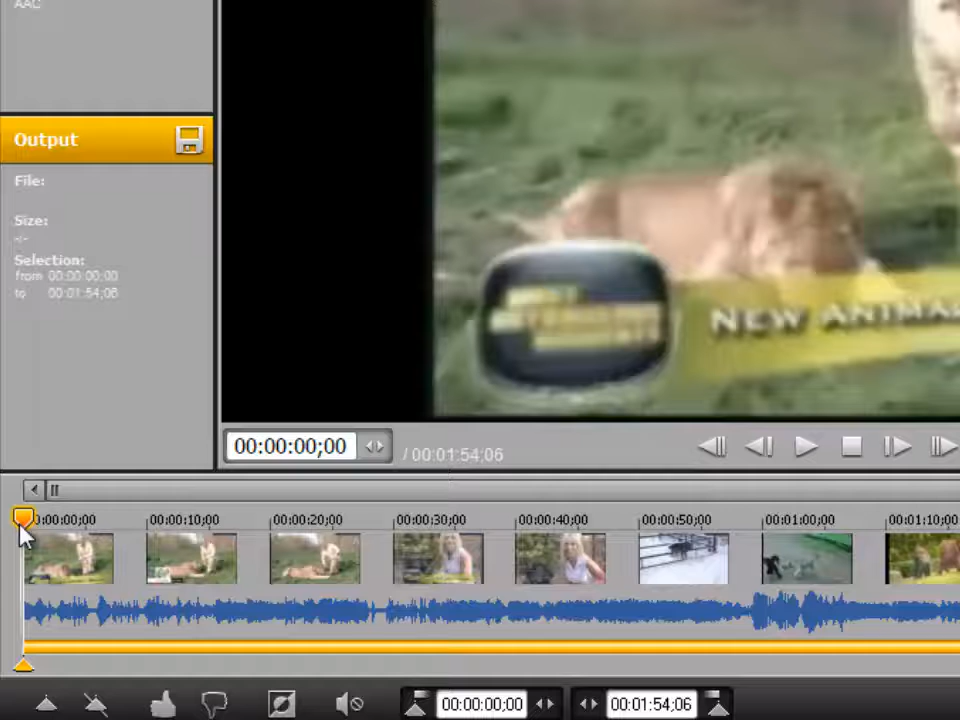 AAC
Output
File:
Size:
-/-
Selection:
from 00:00:00;00
to 00:01:54;06
NEW ANIMA
00:00:00;00
/ 00:01:54;06
0:00:00;00
00:00:10;00
00:00:20;00
00:00:30;00
00:00:40;00
00:00:50;00
00:01:00;00
00:01:10;00
00:00:00;00
00:01:54;06